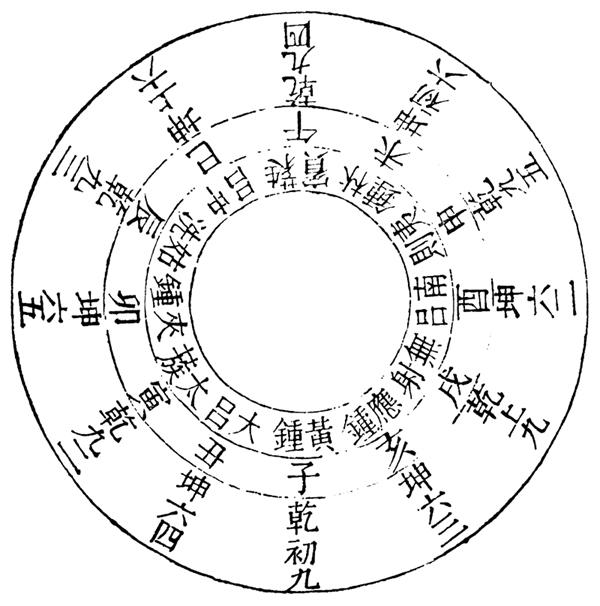 黃鍾 子 乾初九
大呂 丑 坤六四
太族 寅 乾九二
夾鍾 卯 坤六五
姑洗 辰 乾九三
中呂 巳 坤上六
蕤賓 午 乾九四
林鍾 未 坤初六
夷則 申 乾九五
南呂 酉 坤六二
無射 戌 乾上九
應鍾 亥 坤六三